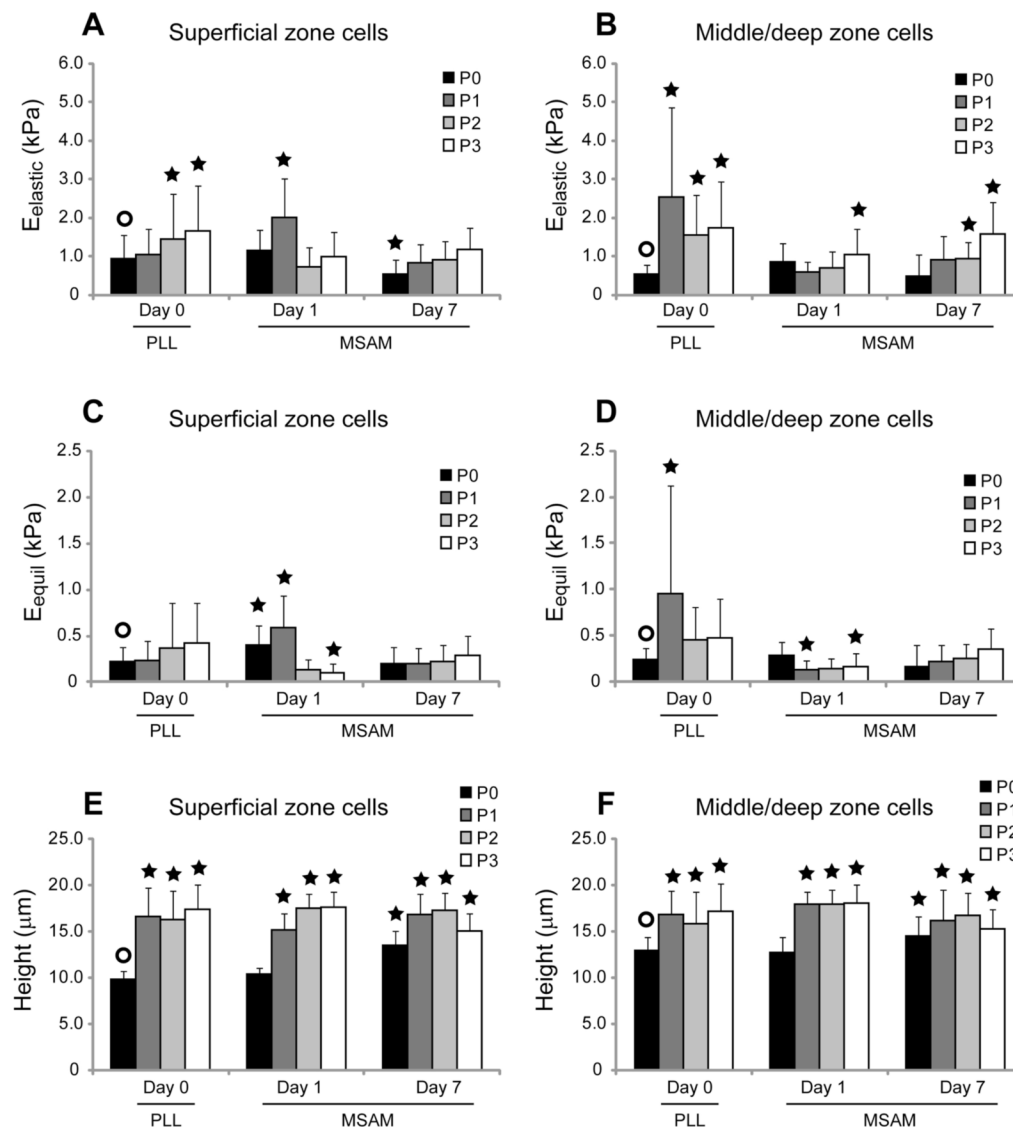 A
Superficial zone cells
6.0
5.0
4.0
3.0
2.0
1.0
0
Eelastic (kPa)
P0
P1
P2
P3
Day 0
Day 1
Day 7
PLL
MSAM
B
Middle/deep zone cells
6.0
5.0
4.0
3.0
2.0
1.0
0
Eelastic (kPa)
P0
P1
P2
P3
Day 0
Day 1
Day 7
PLL
MSAM
C
Superficial zone cells
2.5
2.0
1.5
1.0
0.5
0
Eequil (kPa)
P0
P1
P2
P3
Day 0
Day 1
Day 7
PLL
MSAM
D
Middle/deep zone cells
2.5
2.0
1.5
1.0
0.5
0
Eequil (kPa)
P0
P1
P2
P3
Day 0
Day 1
Day 7
PLL
MSAM
E
Superficial zone cells
25.0
20.0
15.0
10.0
5.0
0
Height (μm)
P0
P1
P2
P3
Day 0
Day 1
Day 7
PLL
MSAM
F
Middle/deep zone cells
25.0
20.0
15.0
10.0
5.0
0
Height (μm)
P0
P1
P2
P3
Day 0
Day 1
Day 7
PLL
MSAM